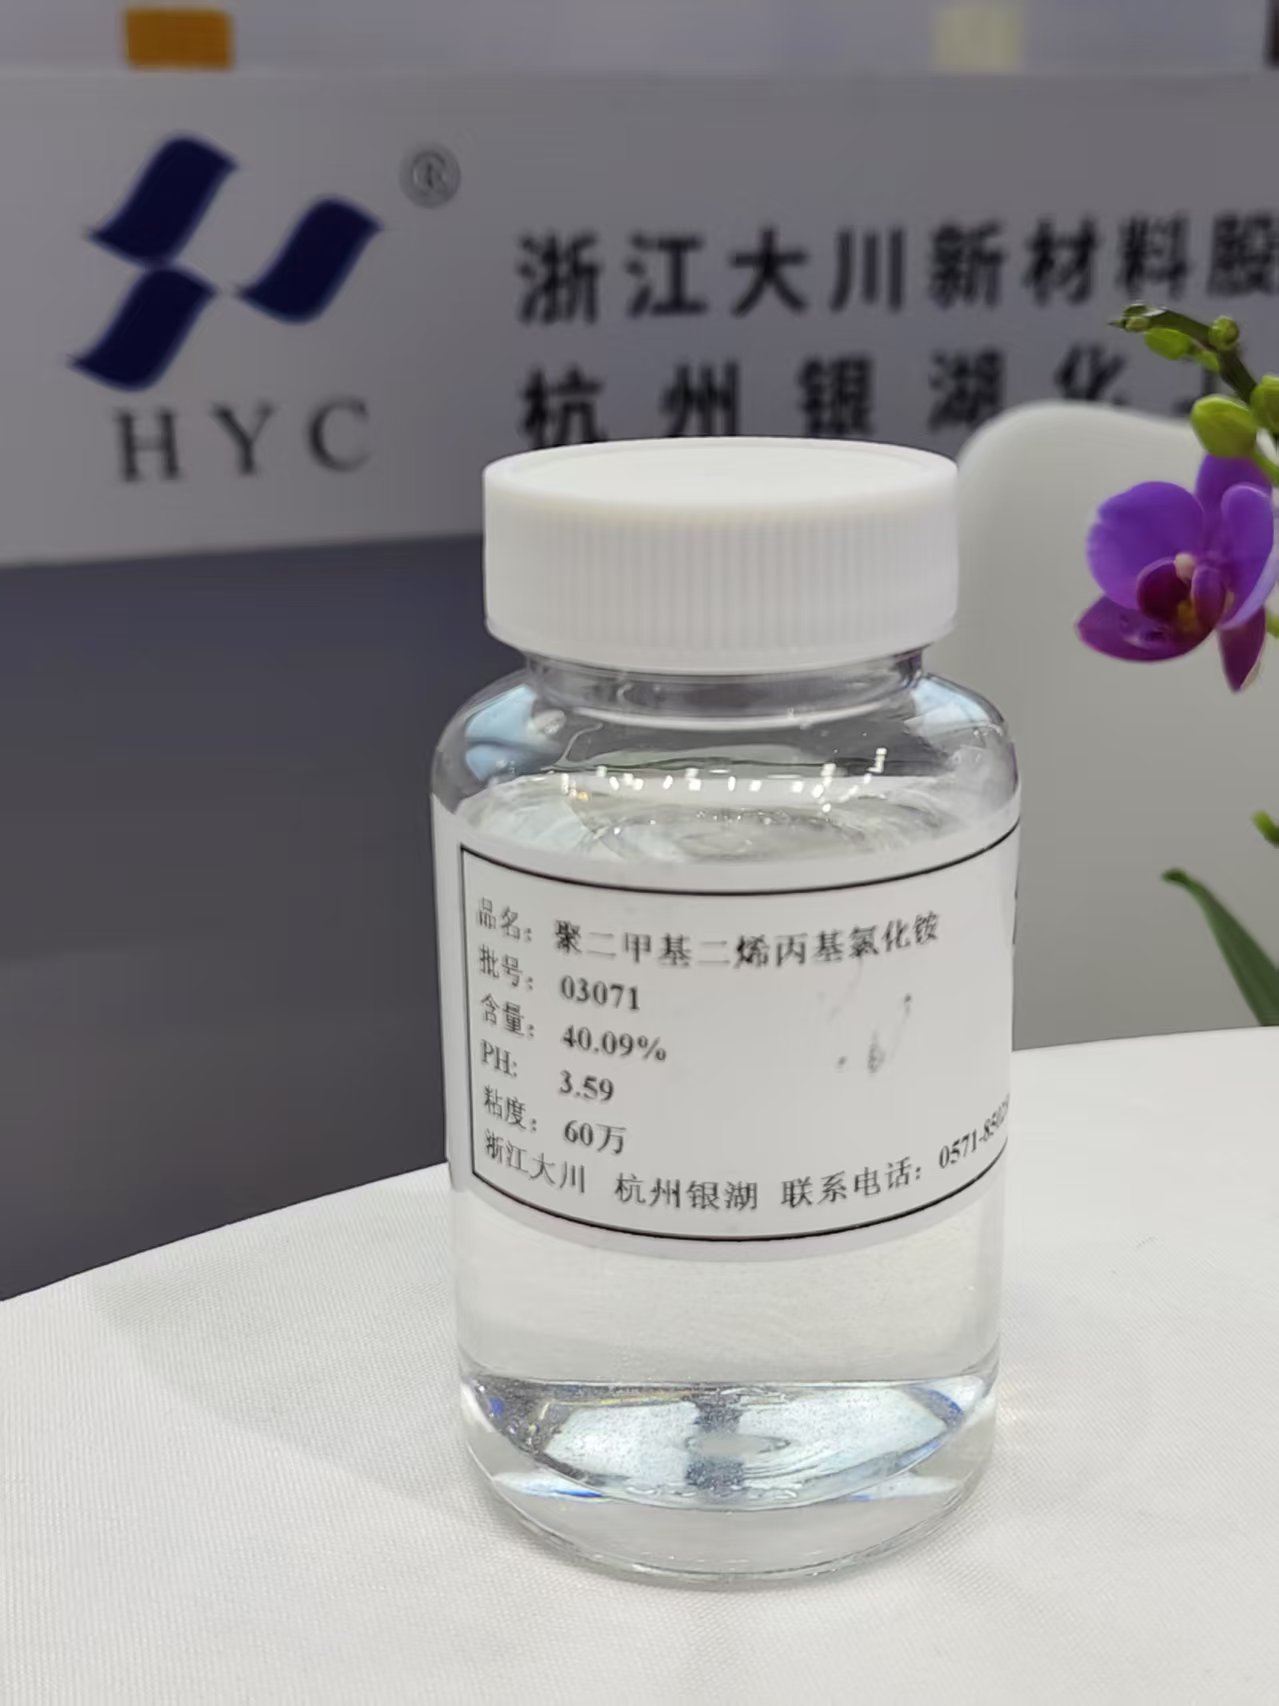 ®
HYC
浙江大川新材料股
杭州银湖化
品名：聚二甲基二烯丙基氯化铵
批号：03071
含量：40.09%
PH: 3.59
粘度：60万
浙江大川 杭州银湖 联系电话：0571-8502